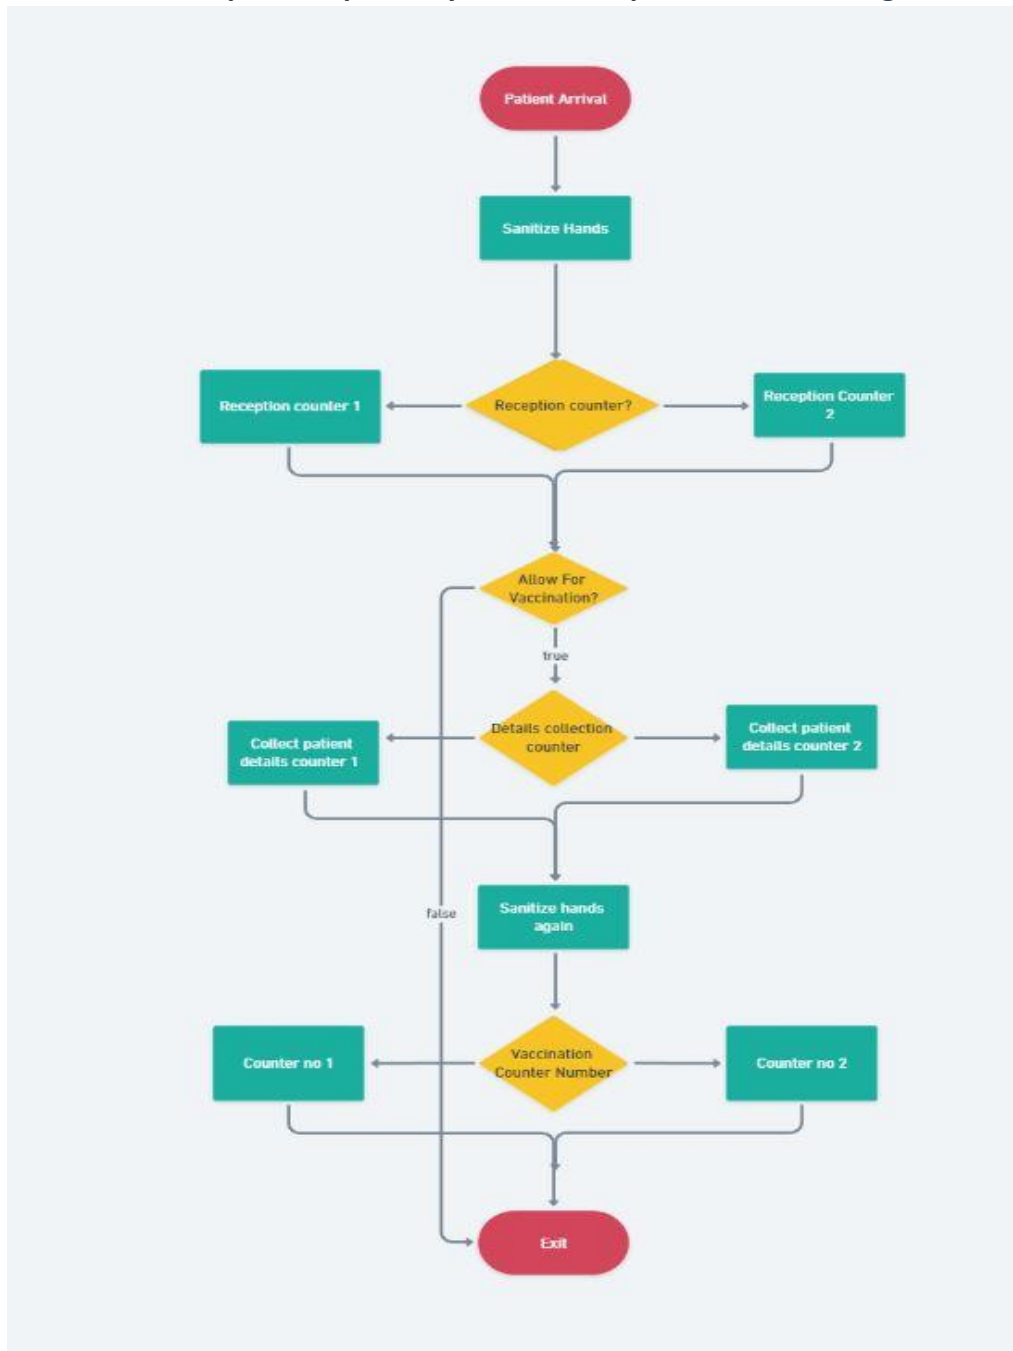 Patient Arrival
Sanitize Hands
Reception counter 1
Reception counter?
Reception Counter
2
Allow For
Vaccination?
true
Collect patient
details counter 1
Details collection
counter
Collect patient
details counter 2
false
Sanitize hands
again
Counter no 1
Vaccination
Counter Number
Counter no 2
Exit